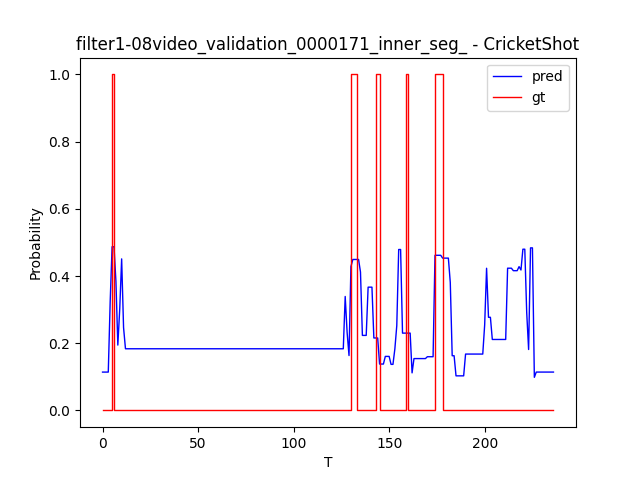 filter1-08video_validation_0000171_inner_seg_ - CricketShot
pred
gt
1.0
0.8
0.6
0.4
0.2
0.0
Probability
0
50
100
150
200
T